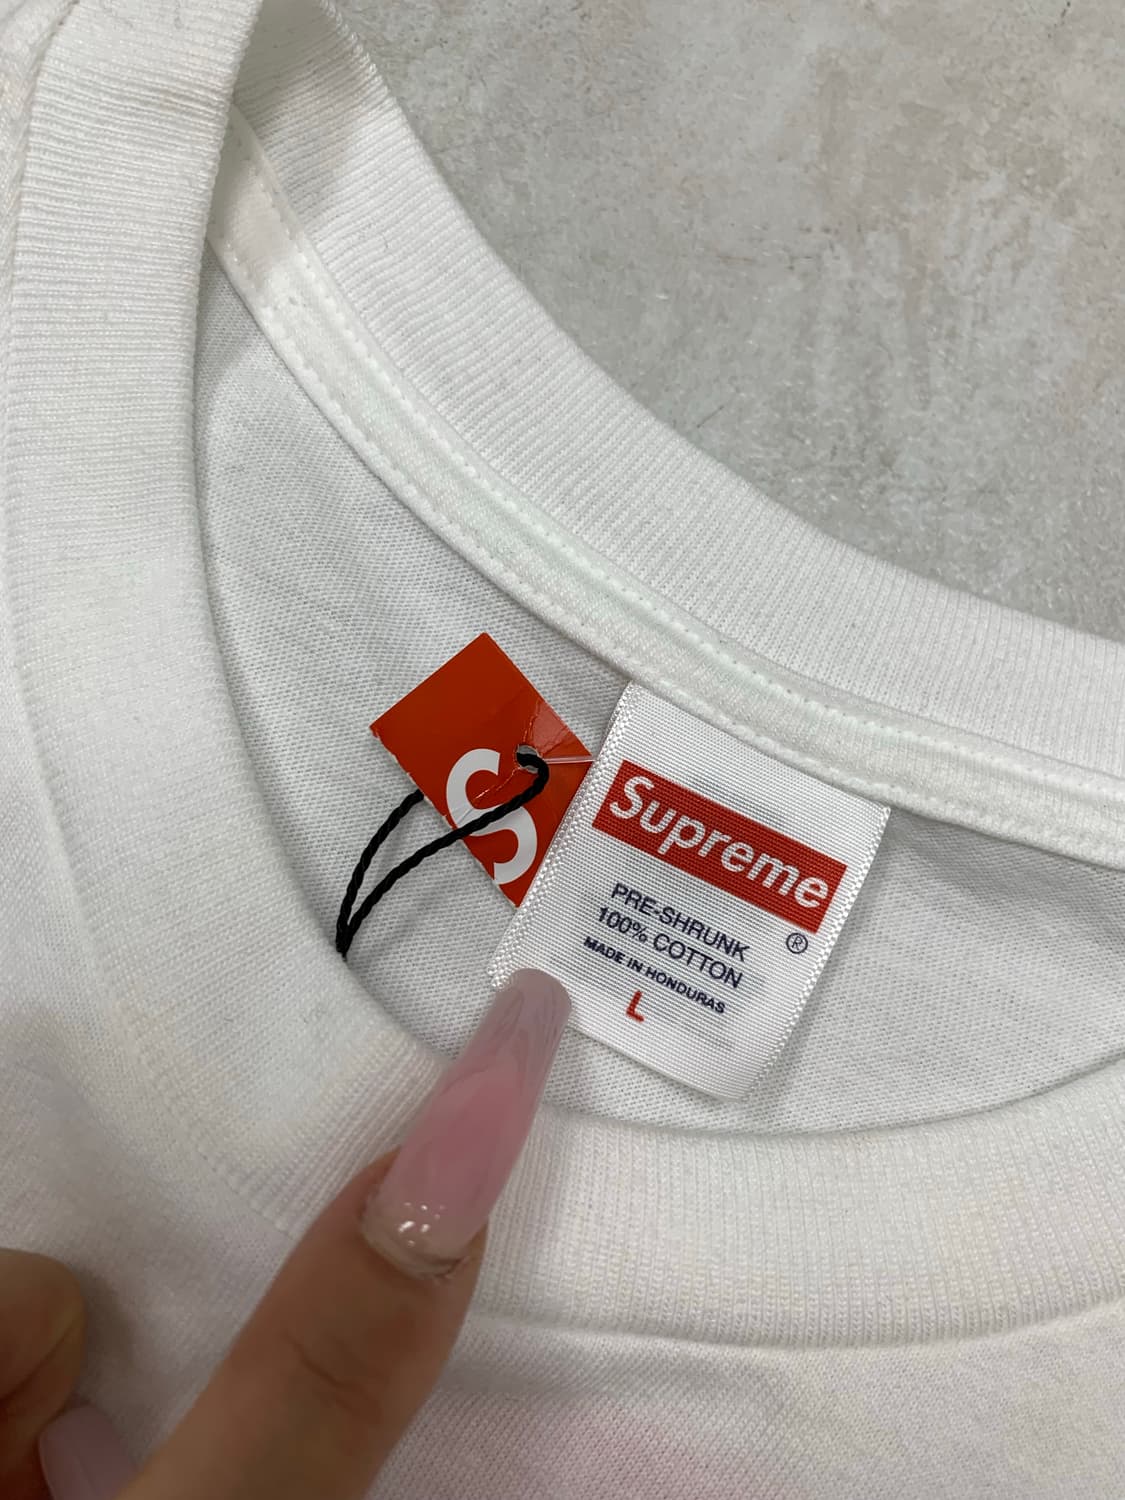 S
Supreme
®
PRE-SHRUNK
100% COTTON
MADE IN HONDURAS
L